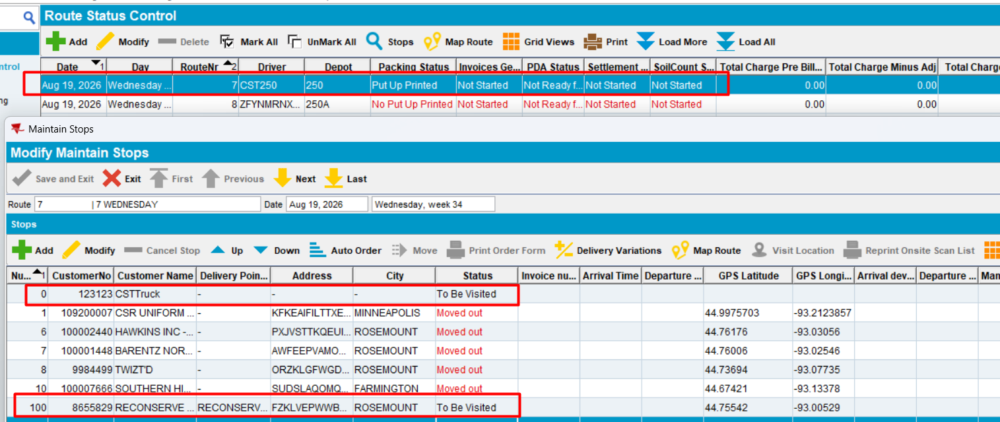 Route Status Control
Add Modify Delete Mark All UnMark All Stops Map Route Grid Views Print Load More Load All
ntrol
Date 1 Day RouteNr 2 Driver Depot Packing Status Invoices Ge... PDA Status Settlement ... SoilCount S... Total Charge Pre Bill... Total Charge Minus Adj Total Charg
Aug 19, 2026 Wednesday ... 7 CST250 250 Put Up Printed Not Started Not Ready f... Not Started Not Started 0.00 0.00
ng
Aug 19, 2026 Wednesday ... 8 ZFYNMRNX... 250A No Put Up Printed Not Started Not Ready f... Not Started Not Started 0.00 0.00
Maintain Stops
Modify Maintain Stops
Save and Exit Exit First Previous Next Last
Route 7 | 7 WEDNESDAY Date Aug 19, 2026 Wednesday, week 34
Stops
Add Modify Cancel Stop Up Down Auto Order Move Print Order Form Delivery Variations Map Route Visit Location Reprint Onsite Scan List
Nu... 1 CustomerNo Customer Name Delivery Poin... Address City Status Invoice nu... Arrival Time Departure ... GPS Latitude GPS Longi... Arrival dev... Departure ... Man
0 123123 CSTTruck - - - To Be Visited
1 109200007 CSR UNIFORM ... - KFKEAIFILTTXE... MINNEAPOLIS Moved out 44.9975703 -93.2123857
6 100002440 HAWKINS INC -... - PXJVSTTKQEUI... ROSEMOUNT Moved out 44.76176 -93.03056
7 100001448 BARENTZ NOR... - AWFEEPVAMO... ROSEMOUNT Moved out 44.76006 -93.02546
8 9984499 TWIZT'D - ORZKLGFWGD... ROSEMOUNT Moved out 44.73694 -93.07735
10 100007666 SOUTHERN HI... - SUDSLAQOMQ... FARMINGTON Moved out 44.67421 -93.13378
100 8655829 RECONSERVE ... RECONSERV... FZKLVEPWWB... ROSEMOUNT To Be Visited 44.75542 -93.00529